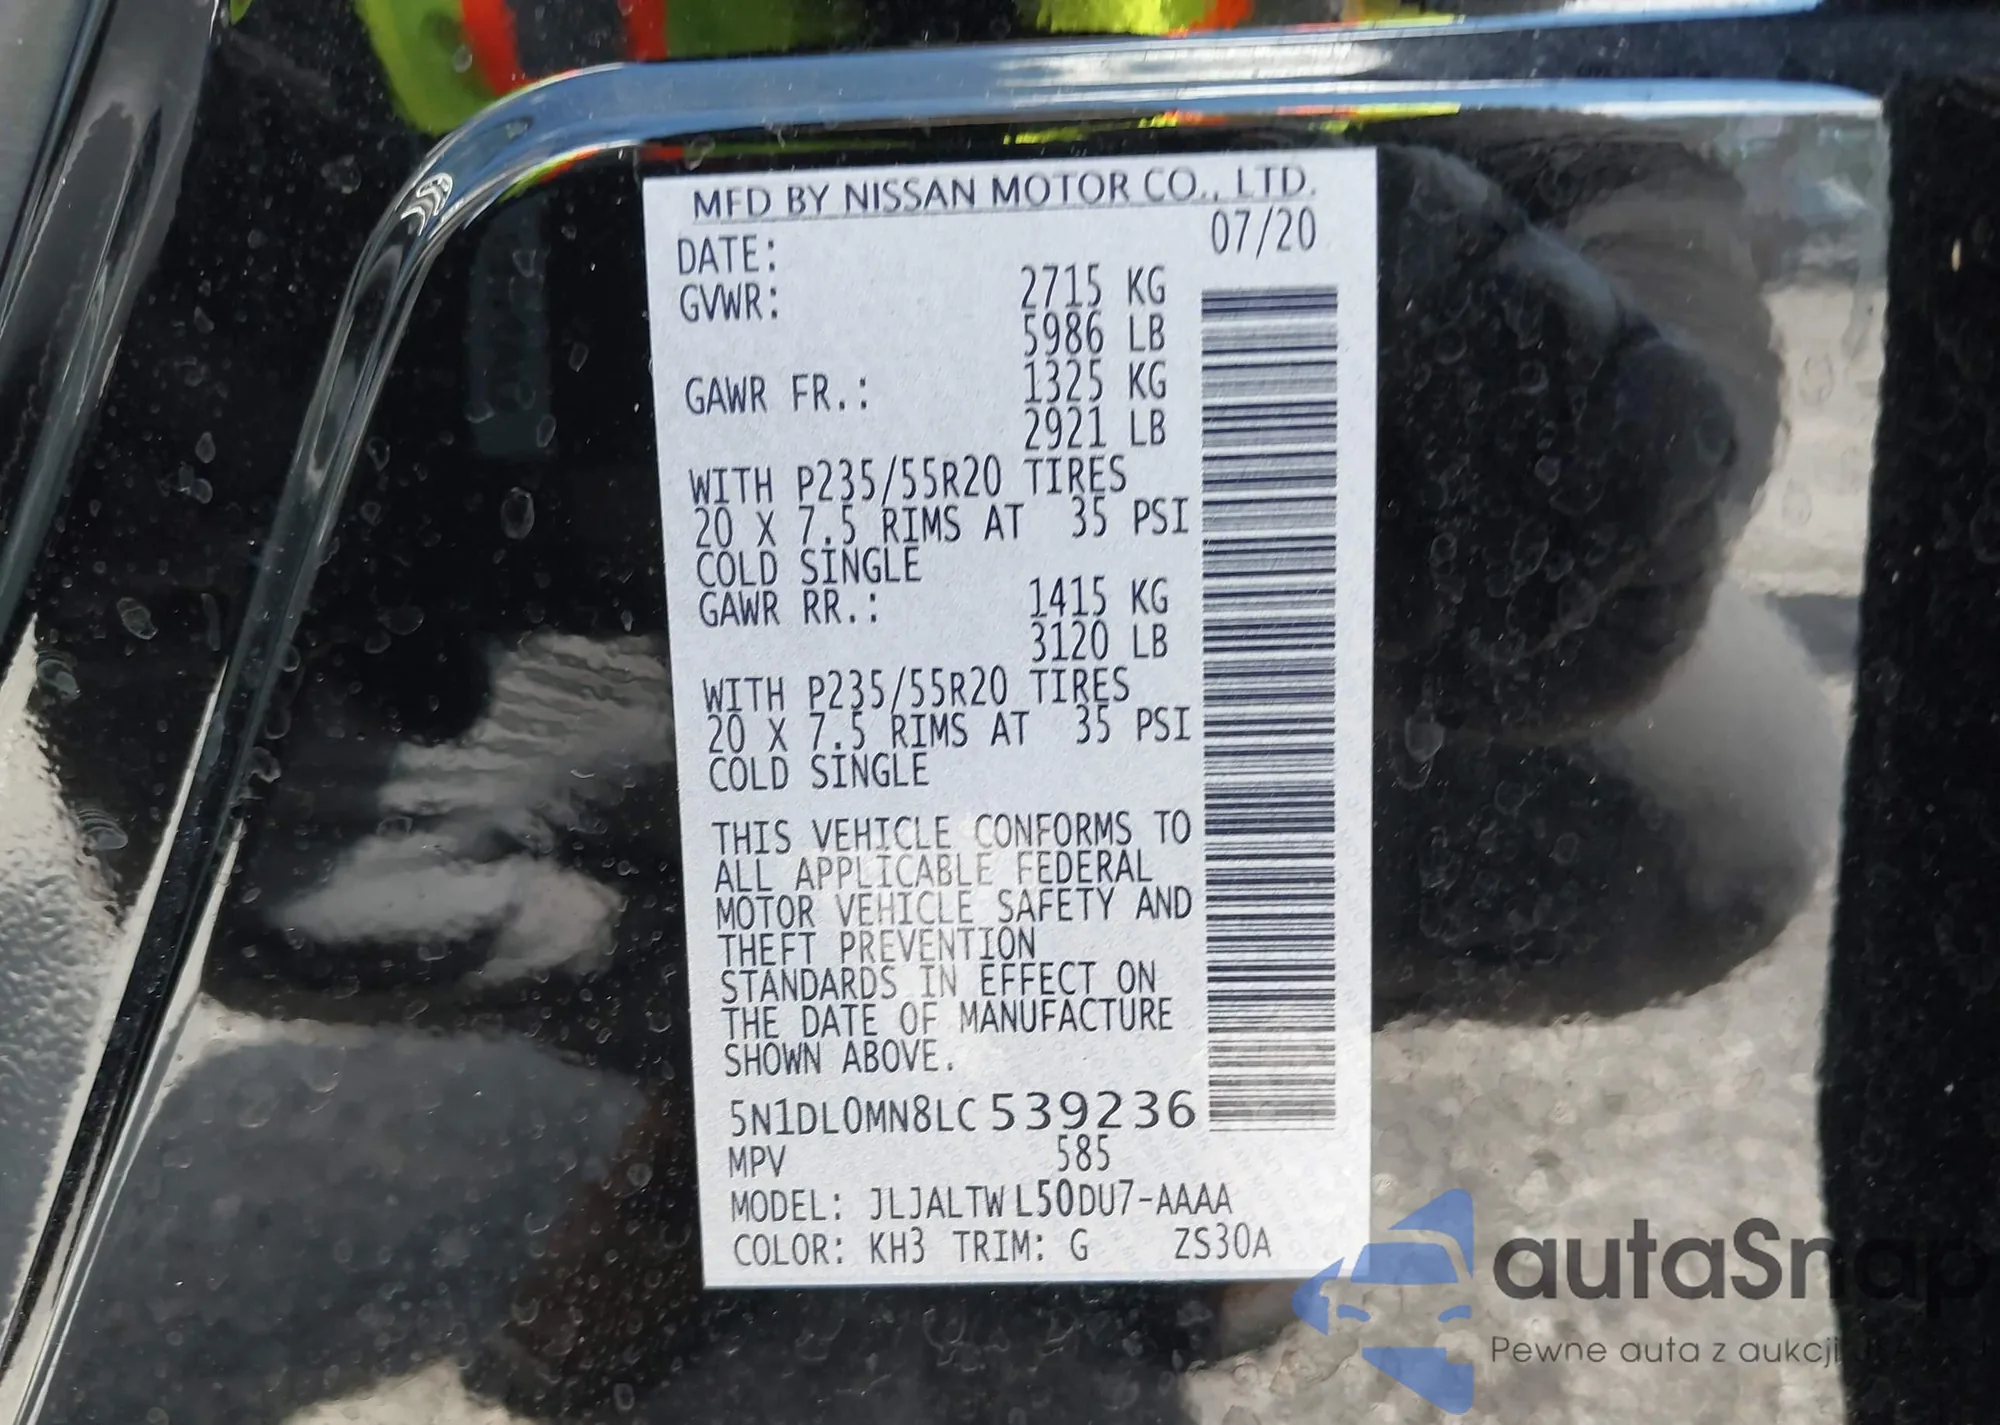 MFD BY NISSAN MOTOR CO., LTD.
DATE: 07/20
GVWR: 2715 KG
5986 LB
GAWR FR.: 1325 KG
2921 LB
WITH P235/55R20 TIRES
20 X 7.5 RIMS AT 35 PSI
COLD SINGLE
GAWR RR.: 1415 KG
3120 LB
WITH P235/55R20 TIRES
20 X 7.5 RIMS AT 35 PSI
COLD SINGLE
THIS VEHICLE CONFORMS TO
ALL APPLICABLE FEDERAL
MOTOR VEHICLE SAFETY AND
THEFT PREVENTION
STANDARDS IN EFFECT ON
THE DATE OF MANUFACTURE
SHOWN ABOVE.
5N1DL0MN8LC539236
MPV 585
MODEL: JLJALTWL50DU7-AAAA
COLOR: KH3 TRIM: G ZS30A
autaSnap
Pewne auta z aukcji